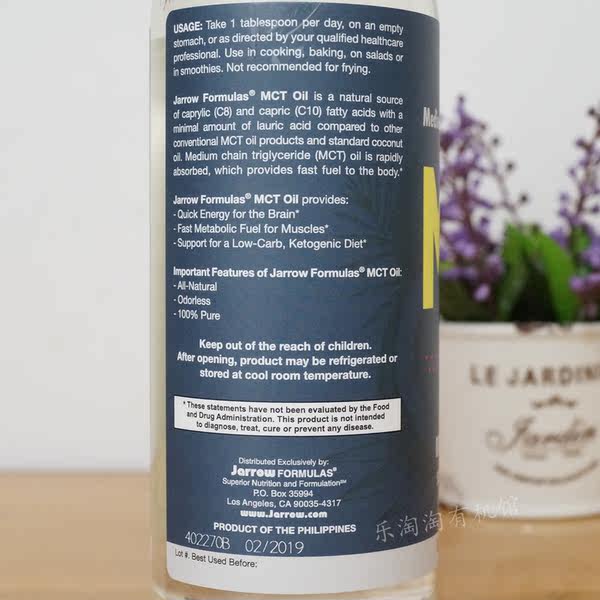 USAGE: Take 1 tablespoon per day, on an empty
stomach, or as directed by your qualified healthcare
professional. Use in cooking, baking, on salads or
in smoothies. Not recommended for frying.
Jarrow Formulas® MCT Oil is a natural source
of caprylic (C8) and capric (C10) fatty acids with a
minimal amount of lauric acid compared to other
conventional MCT oil products and standard coconut
oil. Medium chain triglyceride (MCT) oil is rapidly
absorbed, which provides fast fuel to the body.*
Jarrow Formulas® MCT Oil provides:
- Quick Energy for the Brain*
- Fast Metabolic Fuel for Muscles*
- Support for a Low-Carb, Ketogenic Diet*
Important Features of Jarrow Formulas® MCT Oil:
- All-Natural
- Odorless
- 100% Pure
Keep out of the reach of children.
After opening, product may be refrigerated or
stored at cool room temperature.
*These statements have not been evaluated by the Food
and Drug Administration. This product is not intended
to diagnose, treat, cure or prevent any disease.
Distributed Exclusively by:
Jarrow FORMULAS®
Superior Nutrition and Formulation℠
P.O. Box 35994
Los Angeles, CA 90035-4317
www.Jarrow.com
PRODUCT OF THE PHILIPPINES
402270B 02/2019
Lot #. Best Used Before:
LE JARDIN
Jardin
乐淘淘有机馆